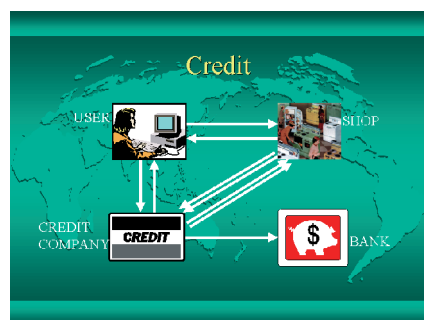 Credit
USER
SHOP
CREDIT
COMPANY
CREDIT
$
BANK